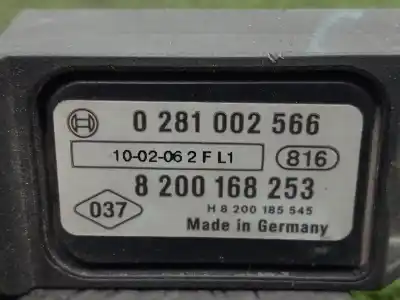 0 281 002 566
10-02-06 2 F L1 816
8 200 168 253
H 8 200 185 545
037
Made in Germany